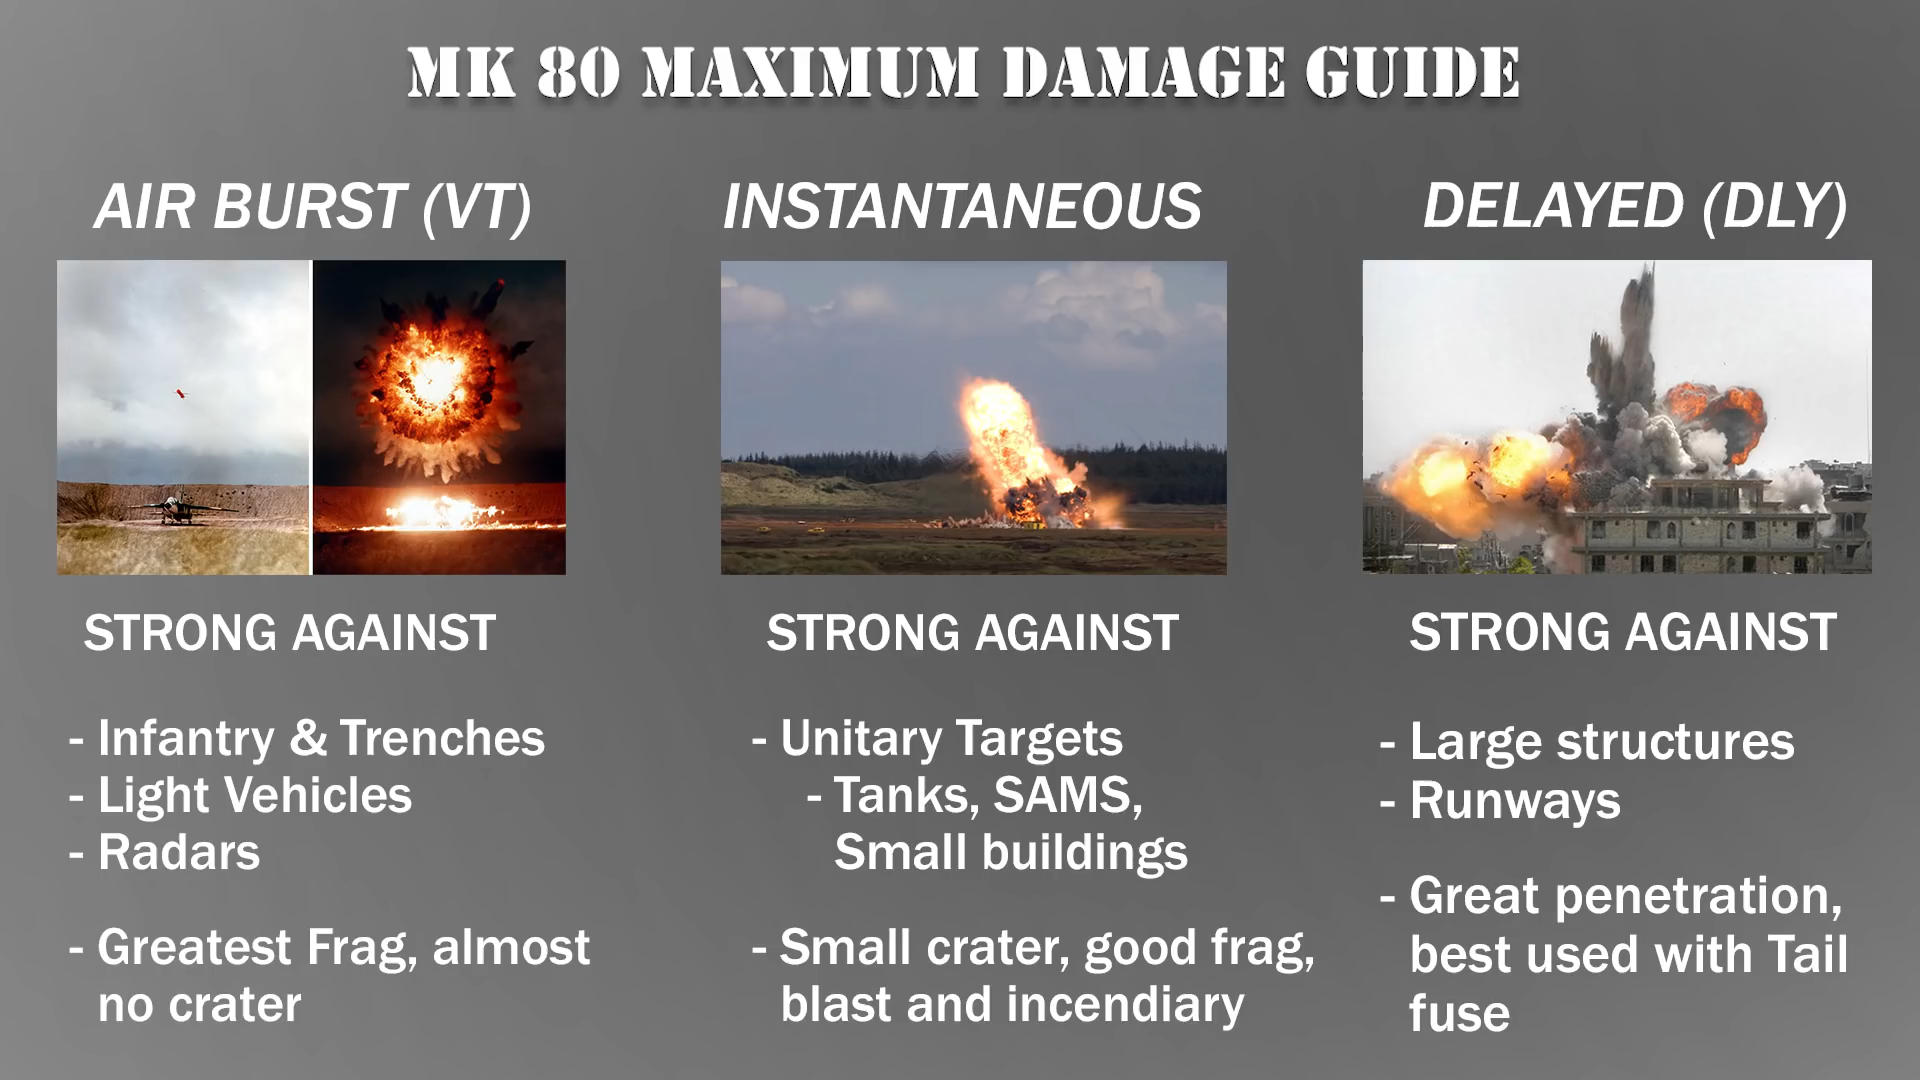 MK 80 MAXIMUM DAMAGE GUIDE
AIR BURST (VT)
STRONG AGAINST
- Infantry & Trenches
- Light Vehicles
- Radars
- Greatest Frag, almost
no crater
INSTANTANEOUS
STRONG AGAINST
- Unitary Targets
- Tanks, SAMS,
Small buildings
- Small crater, good frag,
blast and incendiary
DELAYED (DLY)
STRONG AGAINST
- Large structures
- Runways
- Great penetration,
best used with Tail
fuse